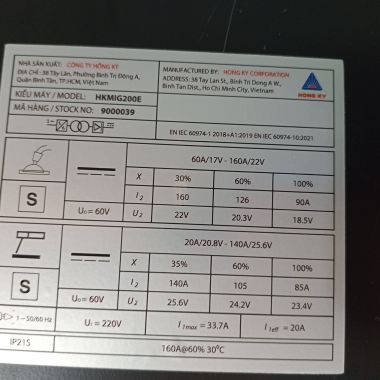 NHÀ SẢN XUẤT: CÔNG TY HỒNG KÝ
ĐỊA CHỈ: 38 Tây Lân, Phường Bình Trị Đông A,
Quận Bình Tân, TP.HCM, Việt Nam
MANUFACTURED BY: HONG KY CORPORATION
ADDRESS: 38 Tay Lan St., Binh Tri Dong A W.,
Binh Tan Dist., Ho Chi Minh City, Vietnam
HONG KY
KIỂU MÁY / MODEL: HKMIG200E
MÃ HÀNG / STOCK NO: 9000039
EN IEC 60974-1 2018+A1:2019 EN IEC 60974-10:2021
60A/17V - 160A/22V
X 30% 60% 100%
S
I2 160 126 90A
U0= 60V U2 22V 20.3V 18.5V
20A/20.8V - 140A/25.6V
X 35% 60% 100%
S
I2 140A 105 85A
U0= 60V U2 25.6V 24.2V 23.4V
1~50/60 Hz U1 = 220V I1max = 33.7A I1eff = 20A
IP21S 160A@60% 30°C